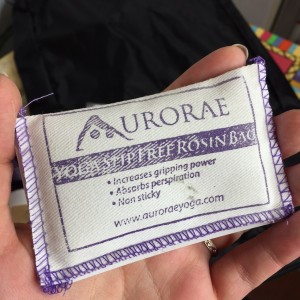 AURORAE
YOGA SLIP FREE ROSIN BAG
• Increases gripping power
• Absorbs perspiration
• Non sticky
www.auroraeyoga.com